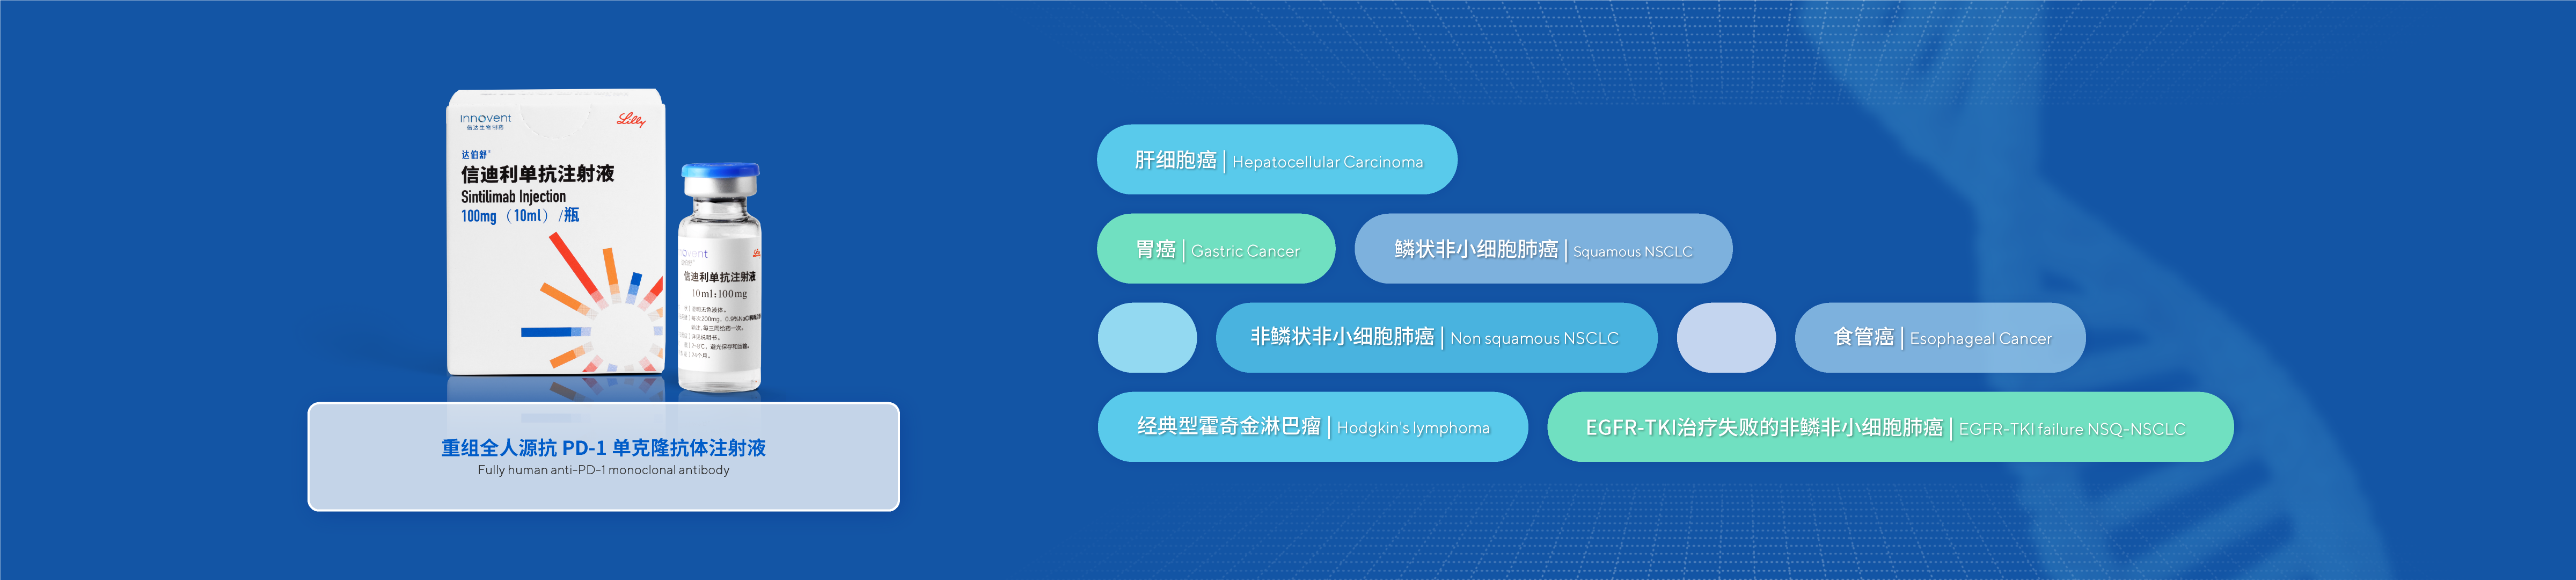 innovent
信达生物制药
Lilly
达伯舒®
信迪利单抗注射液
Sintilimab Injection
100mg（10ml）/瓶
信迪利单抗注射液
10ml:100mg
重组全人源抗 PD-1 单克隆抗体注射液
Fully human anti-PD-1 monoclonal antibody
肝细胞癌 | Hepatocellular Carcinoma
胃癌 | Gastric Cancer
鳞状非小细胞肺癌 | Squamous NSCLC
非鳞状非小细胞肺癌 | Non squamous NSCLC
食管癌 | Esophageal Cancer
经典型霍奇金淋巴瘤 | Hodgkin's lymphoma
EGFR-TKI治疗失败的非鳞非小细胞肺癌 | EGFR-TKI failure NSQ-NSCLC